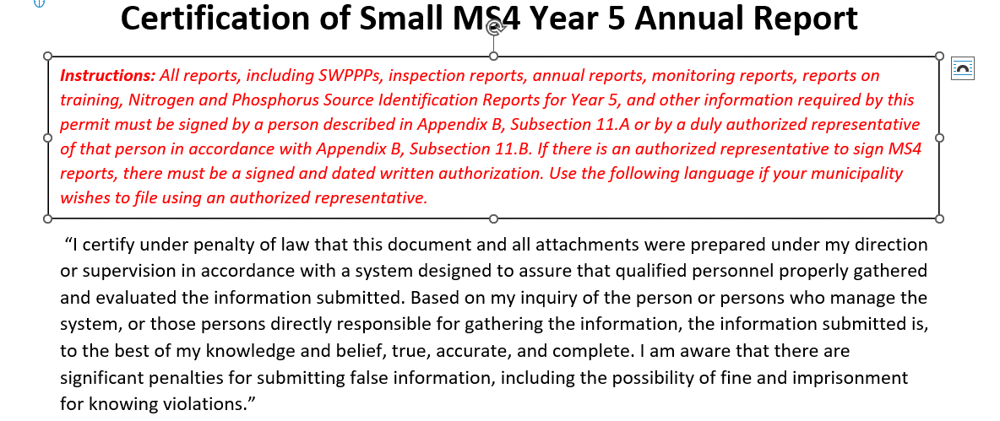 Certification of Small MS4 Year 5 Annual Report
Instructions: All reports, including SWPPPs, inspection reports, annual reports, monitoring reports, reports on
training, Nitrogen and Phosphorus Source Identification Reports for Year 5, and other information required by this
permit must be signed by a person described in Appendix B, Subsection 11.A or by a duly authorized representative
of that person in accordance with Appendix B, Subsection 11.B. If there is an authorized representative to sign MS4
reports, there must be a signed and dated written authorization. Use the following language if your municipality
wishes to file using an authorized representative.
“I certify under penalty of law that this document and all attachments were prepared under my direction
or supervision in accordance with a system designed to assure that qualified personnel properly gathered
and evaluated the information submitted. Based on my inquiry of the person or persons who manage the
system, or those persons directly responsible for gathering the information, the information submitted is,
to the best of my knowledge and belief, true, accurate, and complete. I am aware that there are
significant penalties for submitting false information, including the possibility of fine and imprisonment
for knowing violations.”